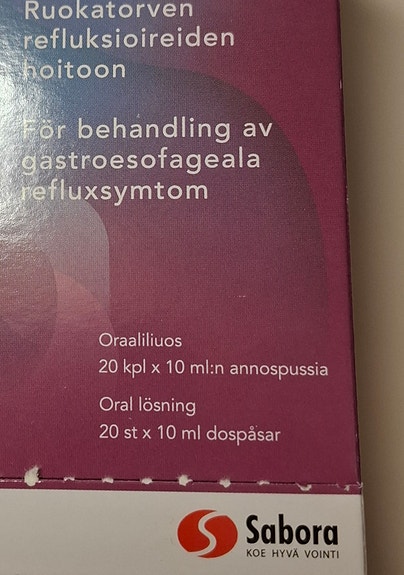 Ruokatorven
refluksioireiden
hoitoon
För behandling av
gastroesofageala
refluxsymtom
Oraaliliuos
20 kpl x 10 ml:n annospussia
Oral lösning
20 st x 10 ml dospåsar
Sabora
KOE HYVÄ VOINTI